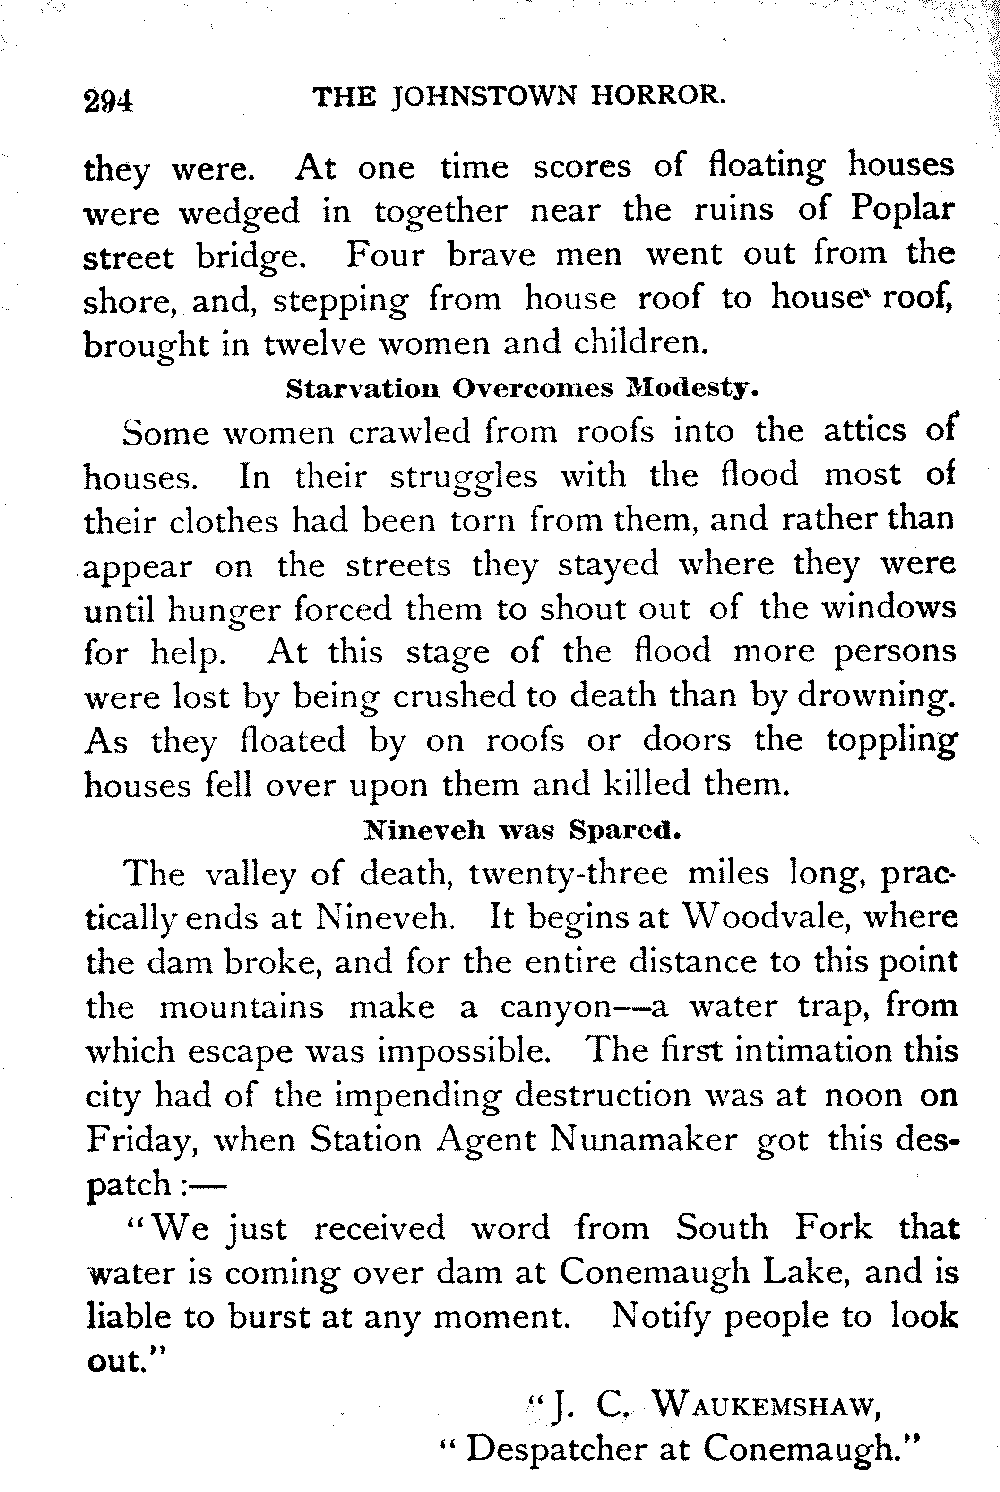 294 THE JOHNSTOWN HORROR.
they were. At one time scores of floating houses
were wedged in together near the ruins of Poplar
street bridge. Four brave men went out from the
shore, and, stepping from house roof to house roof,
brought in twelve women and children.
Starvation Overcomes Modesty.
Some women crawled from roofs into the attics of
houses. In their struggles with the flood most of
their clothes had been torn from them, and rather than
appear on the streets they stayed where they were
until hunger forced them to shout out of the windows
for help. At this stage of the flood more persons
were lost by being crushed to death than by drowning.
As they floated by on roofs or doors the toppling
houses fell over upon them and killed them.
Nineveh was Spared.
The valley of death, twenty-three miles long, prac-
tically ends at Nineveh. It begins at Woodvale, where
the dam broke, and for the entire distance to this point
the mountains make a canyon—a water trap, from
which escape was impossible. The first intimation this
city had of the impending destruction was at noon on
Friday, when Station Agent Nunamaker got this des-
patch :—
"We just received word from South Fork that
water is coming over dam at Conemaugh Lake, and is
liable to burst at any moment. Notify people to look
out."
"J. C. WAUKEMSHAW,
"Despatcher at Conemaugh."